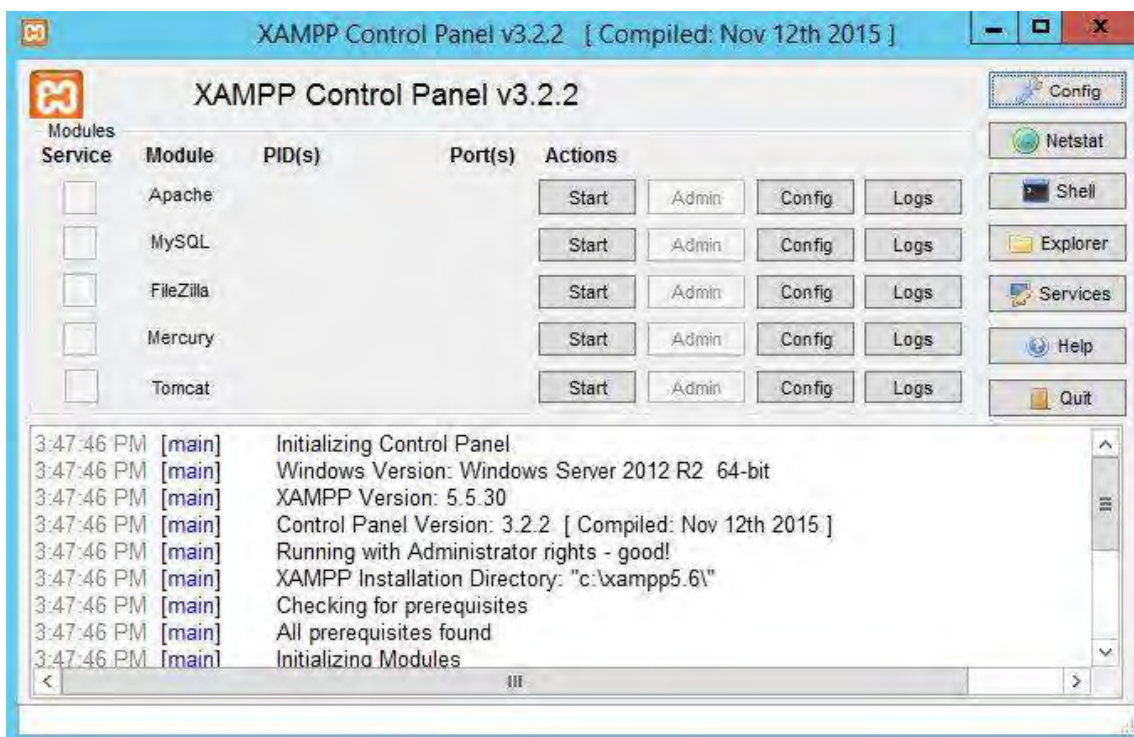 XAMPP Control Panel v3.2.2 [ Compiled: Nov 12th 2015 ]
XAMPP Control Panel v3.2.2
Config
Modules
Service Module PID(s) Port(s) Actions
Netstat
Apache Start Admin Config Logs
Shell
MySQL Start Admin Config Logs
Explorer
FileZilla Start Admin Config Logs
Services
Mercury Start Admin Config Logs
Help
Tomcat Start Admin Config Logs
Quit
3:47:46 PM [main] Initializing Control Panel
3:47:46 PM [main] Windows Version: Windows Server 2012 R2 64-bit
3:47:46 PM [main] XAMPP Version: 5.5.30
3:47:46 PM [main] Control Panel Version: 3.2.2 [ Compiled: Nov 12th 2015 ]
3:47:46 PM [main] Running with Administrator rights - good!
3:47:46 PM [main] XAMPP Installation Directory: "c:\xampp5.6\"
3:47:46 PM [main] Checking for prerequisites
3:47:46 PM [main] All prerequisites found
3:47:46 PM [main] Initializing Modules